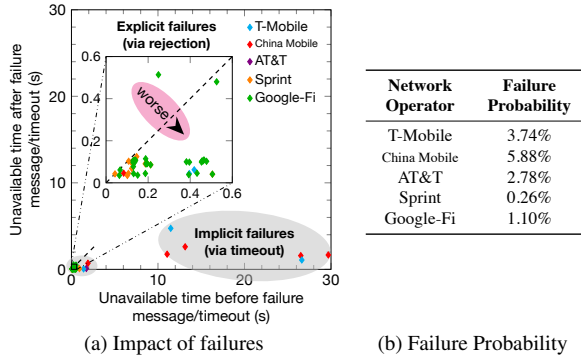 30
20
10
0
0 10 20 30
Unavailable time after failure
message/timeout (s)
Unavailable time before failure
message/timeout (s)
Explicit failures
(via rejection)
0.6
0.4
0.2
0
0 0.2 0.4 0.6
worse
T-Mobile
China Mobile
AT&T
Sprint
Google-Fi
Implicit failures
(via timeout)
(a) Impact of failures
Network Failure
Operator Probability
T-Mobile 3.74%
China Mobile 5.88%
AT&T 2.78%
Sprint 0.26%
Google-Fi 1.10%
(b) Failure Probability